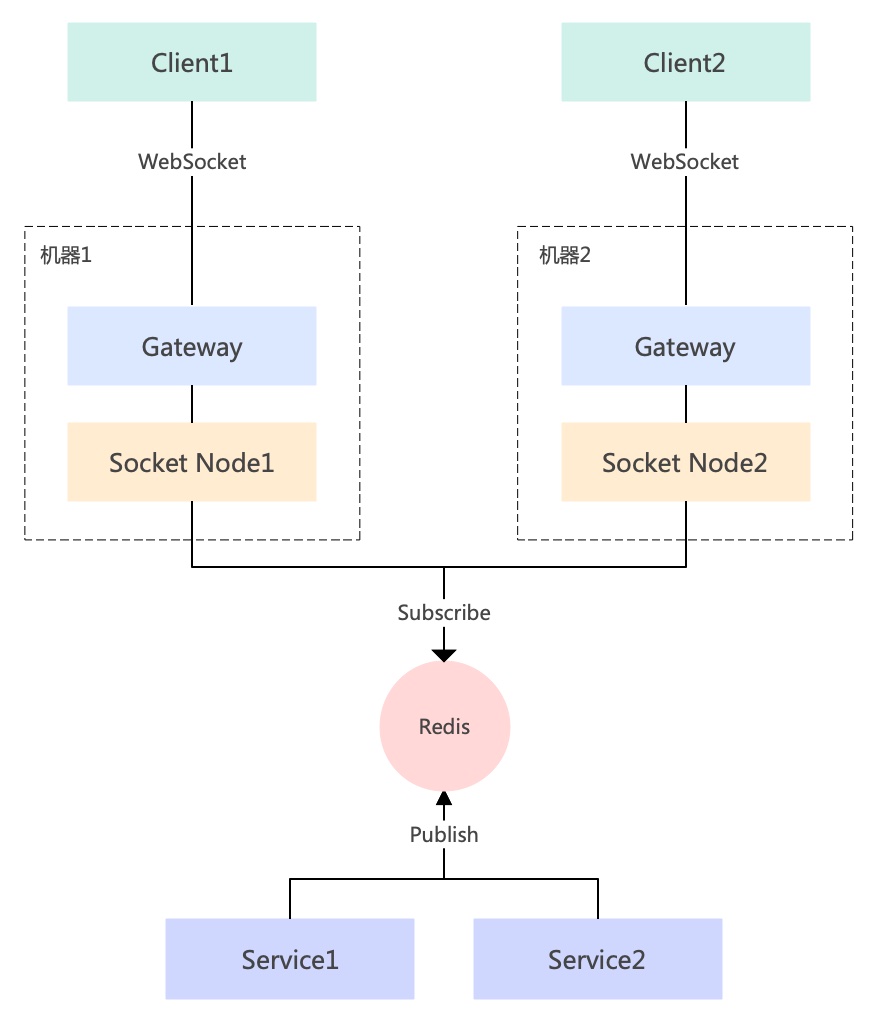 Client1
Client2
WebSocket
WebSocket
机器1
机器2
Gateway
Gateway
Socket Node1
Socket Node2
Subscribe
Redis
Publish
Service1
Service2